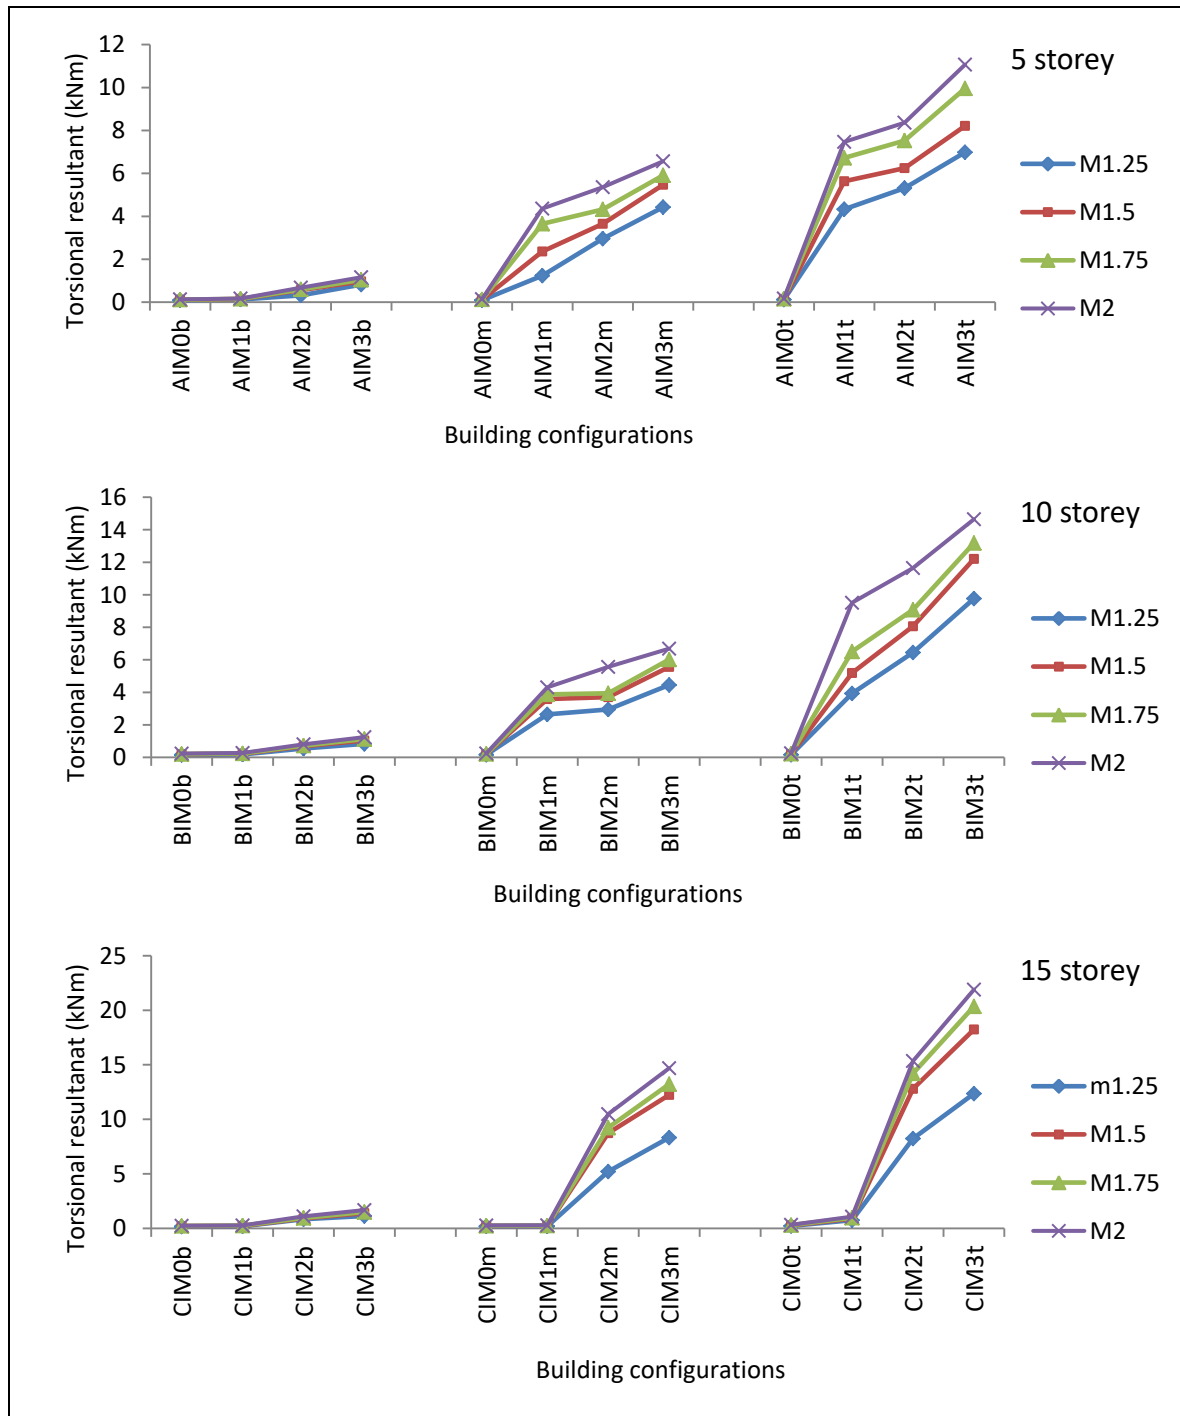 5 storey
Torsional resultant (kNm)
12
10
8
6
4
2
0
AIM0b
AIM1b
AIM2b
AIM3b
AIM0m
AIM1m
AIM2m
AIM3m
AIM0t
AIM1t
AIM2t
AIM3t
Building configurations
M1.25
M1.5
M1.75
M2
10 storey
Torsional resultant (kNm)
16
14
12
10
8
6
4
2
0
BIM0b
BIM1b
BIM2b
BIM3b
BIM0m
BIM1m
BIM2m
BIM3m
BIM0t
BIM1t
BIM2t
BIM3t
Building configurations
M1.25
M1.5
M1.75
M2
15 storey
Torsional resultanat (kNm)
25
20
15
10
5
0
CIM0b
CIM1b
CIM2b
CIM3b
CIM0m
CIM1m
CIM2m
CIM3m
CIM0t
CIM1t
CIM2t
CIM3t
Building configurations
m1.25
M1.5
M1.75
M2